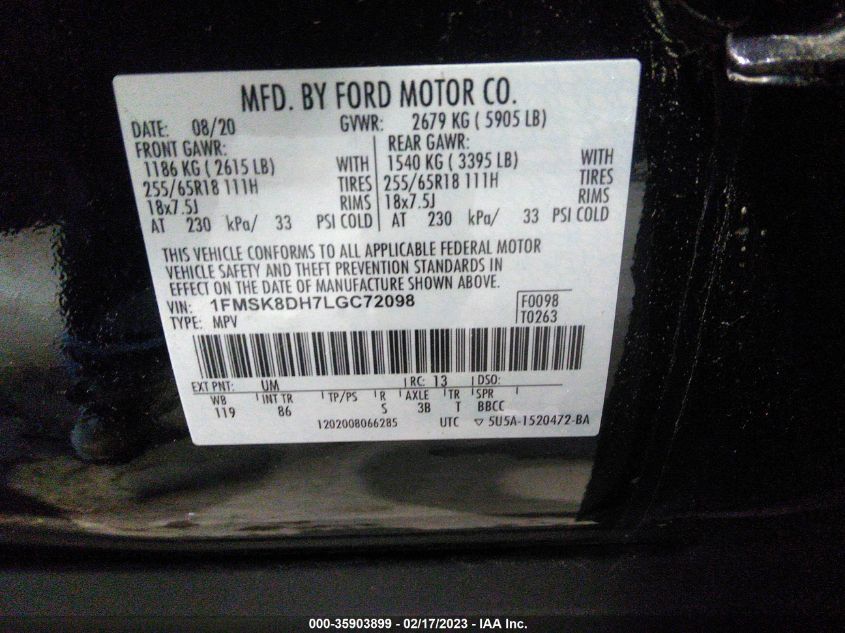 MFD. BY FORD MOTOR CO.
DATE: 08/20 GVWR: 2679 KG ( 5905 LB)
FRONT GAWR: REAR GAWR:
1186 KG ( 2615 LB) WITH 1540 KG ( 3395 LB) WITH
255/65R18 111H TIRES 255/65R18 111H TIRES
18x7.5J RIMS 18x7.5J RIMS
AT 230 kPa/ 33 PSI COLD AT 230 kPa/ 33 PSI COLD
THIS VEHICLE CONFORMS TO ALL APPLICABLE FEDERAL MOTOR
VEHICLE SAFETY AND THEFT PREVENTION STANDARDS IN
EFFECT ON THE DATE OF MANUFACTURE SHOWN ABOVE.
VIN: 1FMSK8DH7LGC72098 F0098
TYPE: MPV T0263
EXT PNT: UM RC: 13 DSO:
WB INT TR TP/PS R AXLE TR SPR
119 86 S 3B T BBCC
1202008066285 UTC ▽ 5U5A-1520472-BA
000-35903899 - 02/17/2023 - IAA Inc.